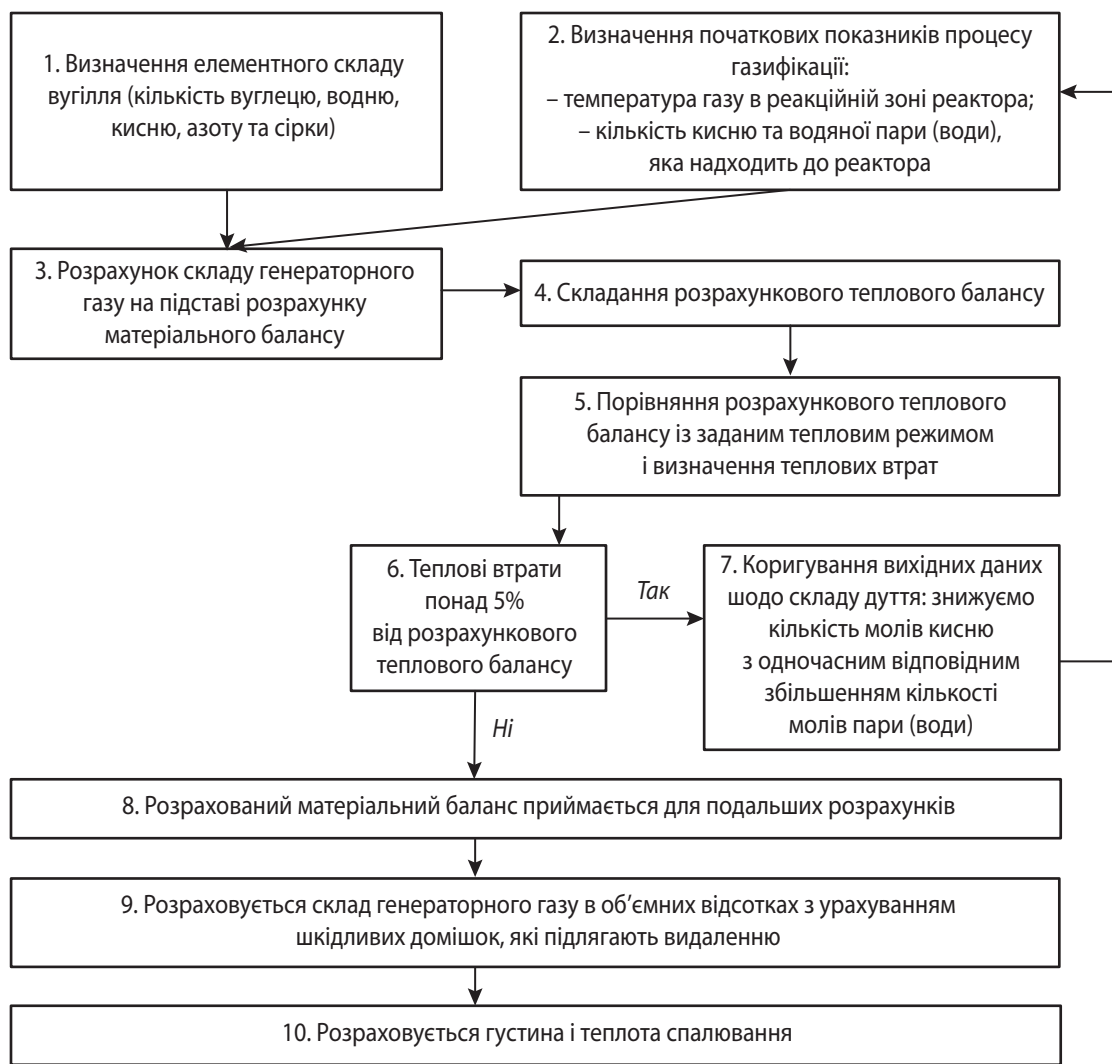 1. Визначення елементного складу
вугілля (кількість вуглецю, водню,
кисню, азоту та сірки)
2. Визначення початкових показників процесу
газифікації:
– температура газу в реакційній зоні реактора;
– кількість кисню та водяної пари (води),
яка надходить до реактора
3. Розрахунок складу генераторного
газу на підставі розрахунку
матеріального балансу
4. Складання розрахункового теплового балансу
5. Порівняння розрахункового теплового
балансу із заданим тепловим режимом
і визначення теплових втрат
6. Теплові втрати
понад 5%
від розрахункового
теплового балансу
Так
7. Коригування вихідних даних
щодо складу дуття: знижуємо
кількість молів кисню
з одночасним відповідним
збільшенням кількості
молів пари (води)
Ні
8. Розрахований матеріальний баланс приймається для подальших розрахунків
9. Розраховується склад генераторного газу в об’ємних відсотках з урахуванням
шкідливих домішок, які підлягають видаленню
10. Розраховується густина і теплота спалювання